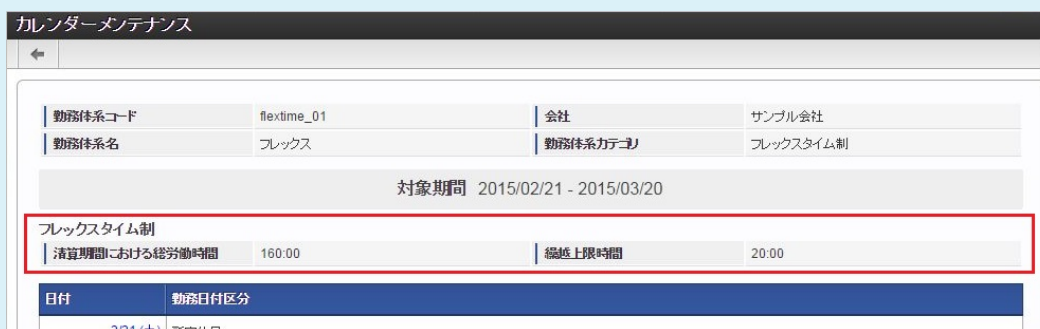 カレンダーメンテナンス
勤務体系コード flextime_01 会社 サンプル会社
勤務体系名 フレックス 勤務体系カテゴリ フレックスタイム制
対象期間 2015/02/21 - 2015/03/20
フレックスタイム制
清算期間における総労働時間 160:00 繰越上限時間 20:00
日付 勤務日付区分